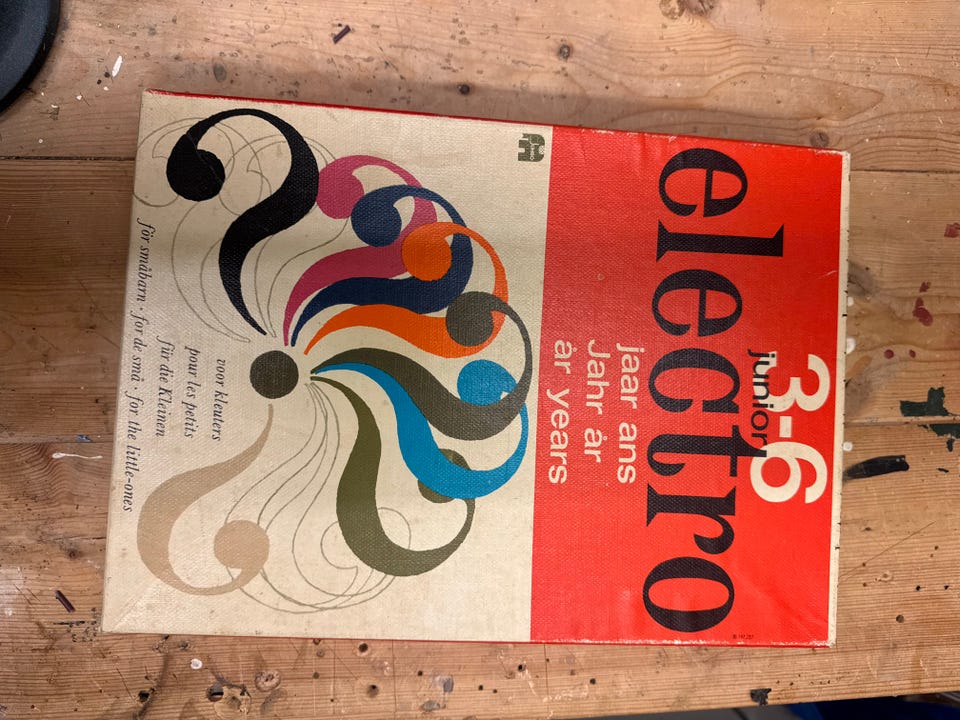 electro
junior
3-6
jaar ans
Jahr år
år years
Jumbo
voor kleuters
pour les petits
für die Kleinen
för småbarn · for de små · for the little-ones